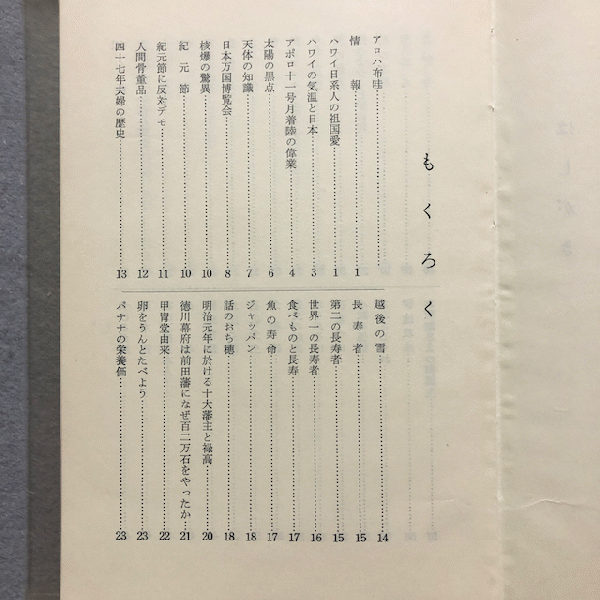 もくろく
アロハ布哇 1
情報 1
ハワイ日系人の祖国愛 1
ハワイの気温と日本 3
アポロ十一号月着陸の偉業 4
太陽の黒点 6
天体の知識 7
日本万国博覧会 8
核爆の驚異 10
紀元節 10
紀元節に反対デモ 11
人間骨董品 12
四一七年夫婦の歴史 13
越後の雪 14
長寿者 15
第二の長寿者 15
世界一の長寿者 16
食べものと長寿 17
魚の寿命 17
ジャッパン 18
話のおち穂 18
明治元年に於ける十大藩主と禄高 20
徳川幕府は前田藩になぜ百二万石をやったか 21
甲冑堂由来 22
卵をうんとたべよう 23
バナナの栄養価 23